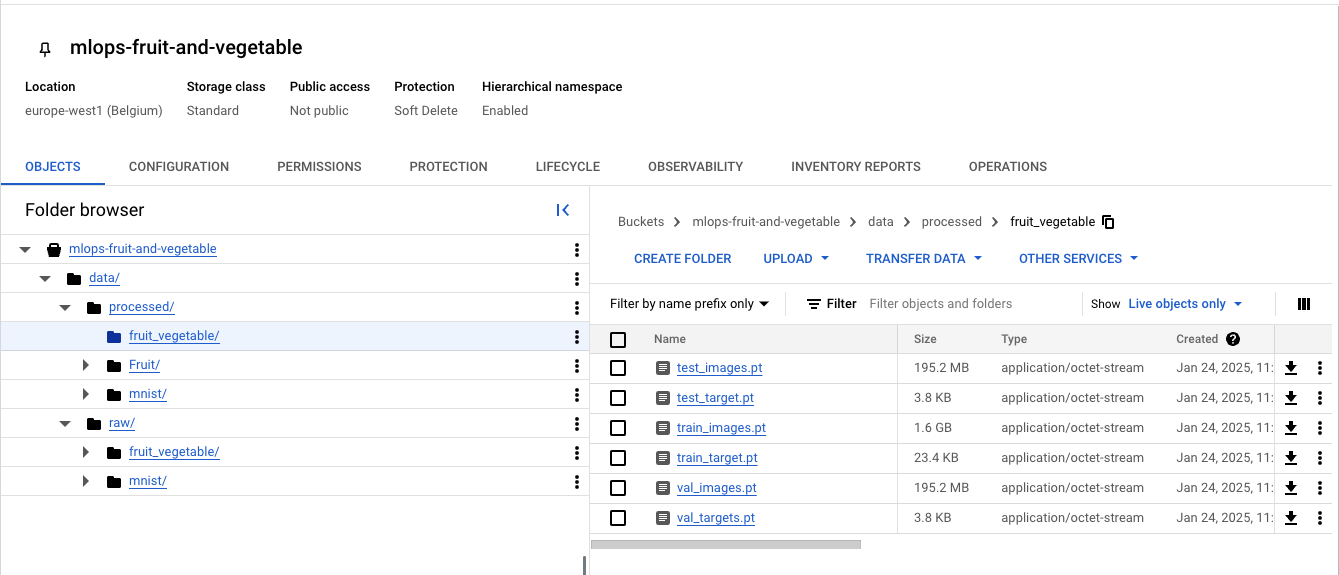 mlops-fruit-and-vegetable
Location Storage class Public access Protection Hierarchical namespace
europe-west1 (Belgium) Standard Not public Soft Delete Enabled
OBJECTS CONFIGURATION PERMISSIONS PROTECTION LIFECYCLE OBSERVABILITY INVENTORY REPORTS OPERATIONS
Folder browser
mlops-fruit-and-vegetable
data/
processed/
fruit_vegetable/
Fruit/
mnist/
raw/
fruit_vegetable/
mnist/
Buckets mlops-fruit-and-vegetable data processed fruit_vegetable
CREATE FOLDER UPLOAD TRANSFER DATA OTHER SERVICES
Filter by name prefix only Filter Filter objects and folders Show Live objects only
Name Size Type Created
test_images.pt 195.2 MB application/octet-stream Jan 24, 2025, 11:
test_target.pt 3.8 KB application/octet-stream Jan 24, 2025, 11:
train_images.pt 1.6 GB application/octet-stream Jan 24, 2025, 11:
train_target.pt 23.4 KB application/octet-stream Jan 24, 2025, 11:
val_images.pt 195.2 MB application/octet-stream Jan 24, 2025, 11:
val_targets.pt 3.8 KB application/octet-stream Jan 24, 2025, 11: